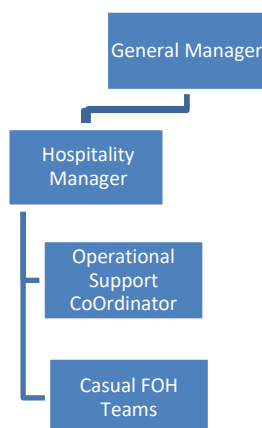 General Manager
Hospitality
Manager
Operational
Support
CoOrdinator
Casual FOH
Teams